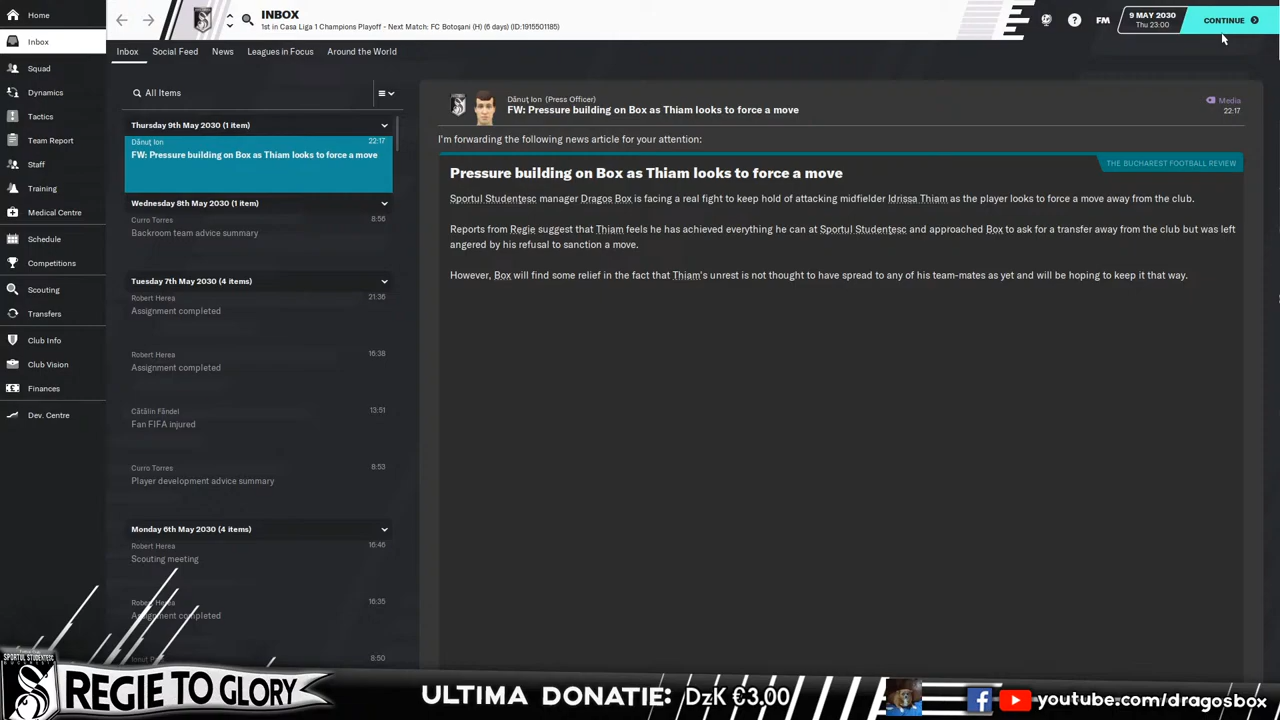 Home
Inbox
Squad
Dynamics
Tactics
Team Report
Staff
Training
Medical Centre
Schedule
Competitions
Scouting
Transfers
Club Info
Club Vision
Finances
Dev. Centre
INBOX
1st in Casa Liga 1 Champions Playoff - Next Match: FC Botoşani (H) (6 days) (ID:1915501185)
FM
9 MAY 2030
Thu 23:00
CONTINUE
Inbox
Social Feed
News
Leagues in Focus
Around the World
All Items
Thursday 9th May 2030 (1 item)
Dănuţ Ion 22:17
FW: Pressure building on Box as Thiam looks to force a move
Wednesday 8th May 2030 (1 item)
Curro Torres 8:56
Backroom team advice summary
Tuesday 7th May 2030 (4 items)
Robert Herea 21:36
Assignment completed
Robert Herea 16:38
Assignment completed
Cătălin Făndei 13:51
Fan FIFA injured
Curro Torres 8:53
Player development advice summary
Monday 6th May 2030 (4 items)
Robert Herea 16:46
Scouting meeting
Robert Herea 16:35
Assignment completed
8:50
Dănuţ Ion (Press Officer)
FW: Pressure building on Box as Thiam looks to force a move
Media
22:17
I'm forwarding the following news article for your attention:
THE BUCHAREST FOOTBALL REVIEW
Pressure building on Box as Thiam looks to force a move
Sportul Studenţesc manager Dragos Box is facing a real fight to keep hold of attacking midfielder Idrissa Thiam as the player looks to force a move away from the club.
Reports from Regie suggest that Thiam feels he has achieved everything he can at Sportul Studenţesc and approached Box to ask for a transfer away from the club but was left
angered by his refusal to sanction a move.
However, Box will find some relief in the fact that Thiam's unrest is not thought to have spread to any of his team-mates as yet and will be hoping to keep it that way.
SPORTUL STUDENTESC
REGIE TO GLORY
ULTIMA DONATIE: DzK €3.00
youtube.com/dragosbox